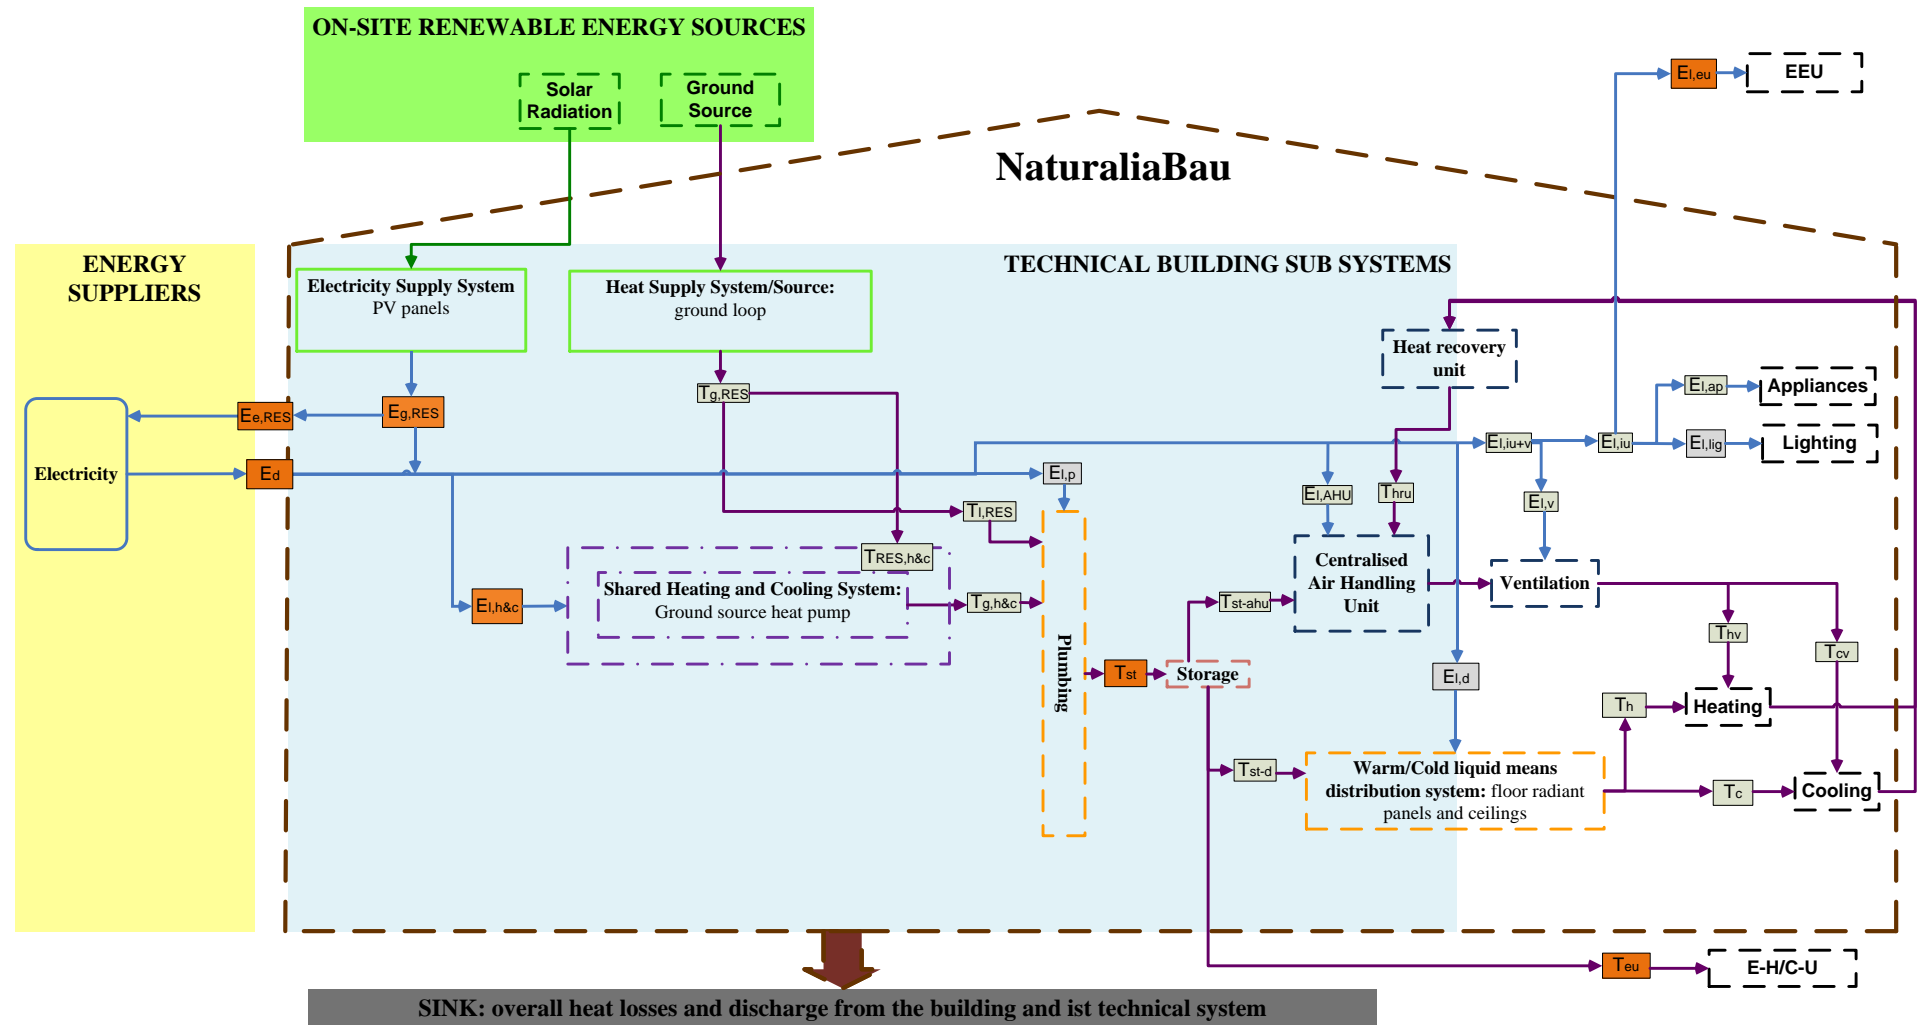 ON-SITE RENEWABLE ENERGY SOURCES
Solar
Radiation
Ground
Source
El,eu
EEU
NaturaliaBau
ENERGY
SUPPLIERS
TECHNICAL BUILDING SUB SYSTEMS
Electricity Supply System
PV panels
Heat Supply System/Source:
ground loop
Heat recovery
unit
Tg,RES
El,ap
Appliances
Ee,RES
Eg,RES
El,iu+v
El,iu
El,lig
Lighting
Electricity
Ed
El,p
El,AHU
Thru
El,v
Tl,RES
TRES,h&c
Centralised
Air Handling
Unit
Ventilation
Shared Heating and Cooling System:
Ground source heat pump
El,h&c
Tg,h&c
Tst-ahu
Thv
Tcv
Plumbing
Tst
Storage
El,d
Th
Heating
Tst-d
Warm/Cold liquid means
distribution system: floor radiant
panels and ceilings
Tc
Cooling
Teu
E-H/C-U
SINK: overall heat losses and discharge from the building and ist technical system